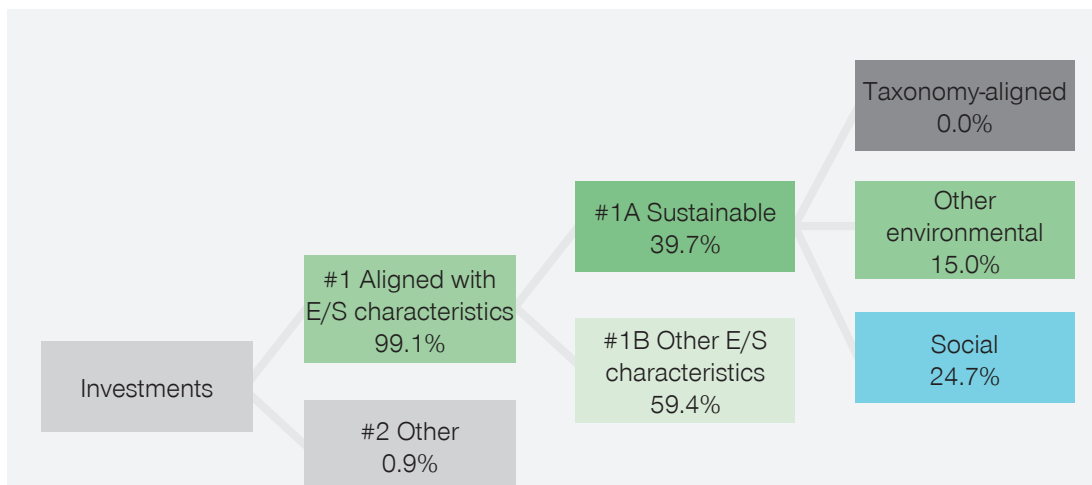 Investments
#1 Aligned with
E/S characteristics
99.1%
#2 Other
0.9%
#1A Sustainable
39.7%
#1B Other E/S
characteristics
59.4%
Taxonomy-aligned
0.0%
Other
environmental
15.0%
Social
24.7%